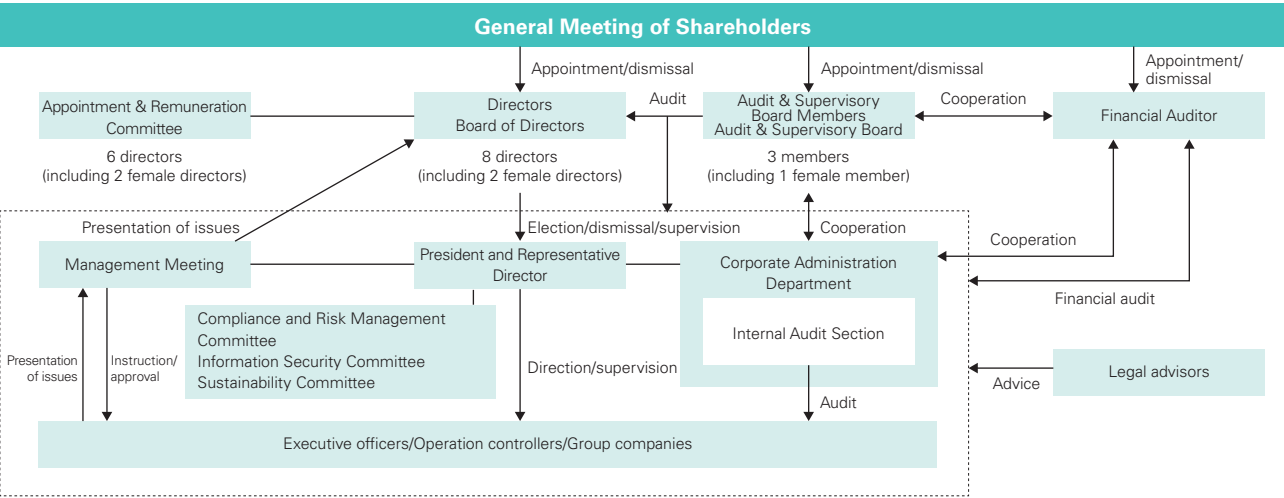 General Meeting of Shareholders
Appointment/dismissal
Appointment/dismissal
Appointment/
dismissal
Appointment & Remuneration
Committee
Directors
Board of Directors
Audit
Audit & Supervisory
Board Members
Audit & Supervisory Board
Cooperation
Financial Auditor
6 directors
(including 2 female directors)
8 directors
(including 2 female directors)
3 members
(including 1 female member)
Presentation of issues
Election/dismissal/supervision
Cooperation
Cooperation
Management Meeting
President and Representative
Director
Corporate Administration
Department
Financial audit
Compliance and Risk Management
Committee
Information Security Committee
Sustainability Committee
Internal Audit Section
Presentation
of issues
Instruction/
approval
Direction/supervision
Advice
Legal advisors
Audit
Executive officers/Operation controllers/Group companies